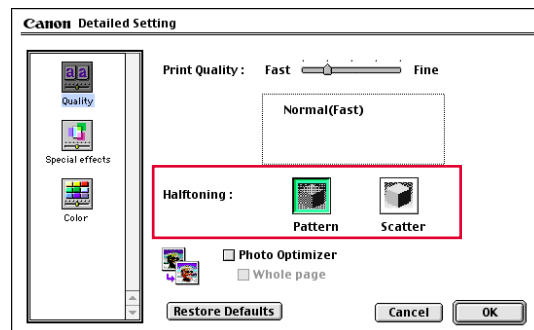 Canon Detailed Setting
Quality
Special effects
Color
Print Quality : Fast Fine
Normal(Fast)
Halftoning :
Pattern Scatter
Photo Optimizer
Whole page
Restore Defaults Cancel OK